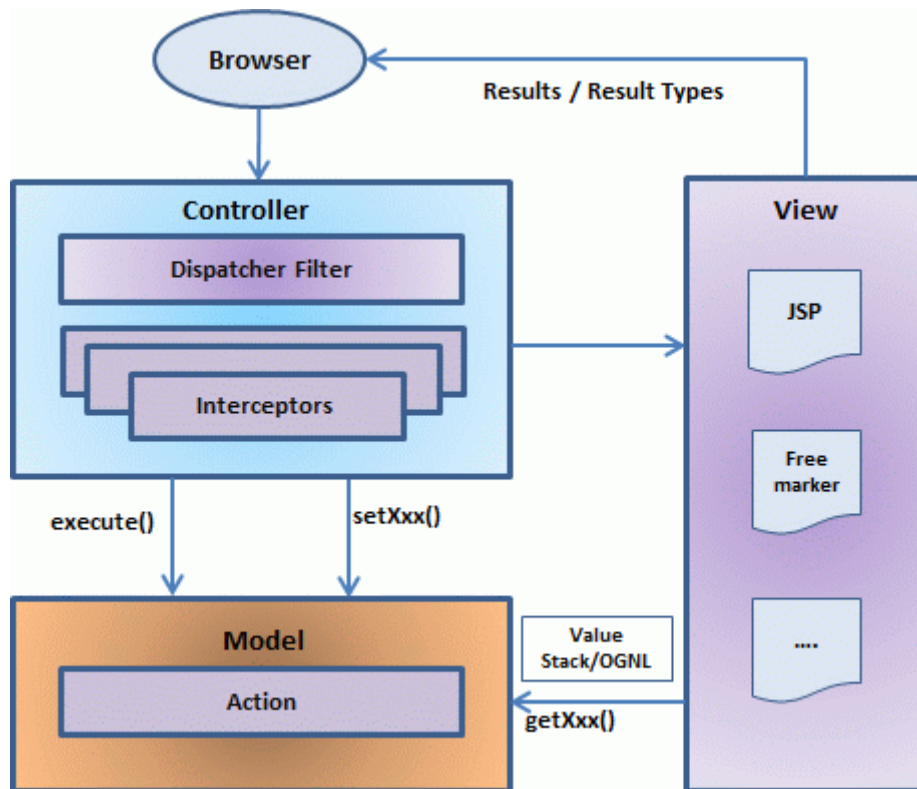 Browser
Results / Result Types
Controller
Dispatcher Filter
Interceptors
View
JSP
Free
marker
....
execute()
setXxx()
Model
Action
Value
Stack/OGNL
getXxx()